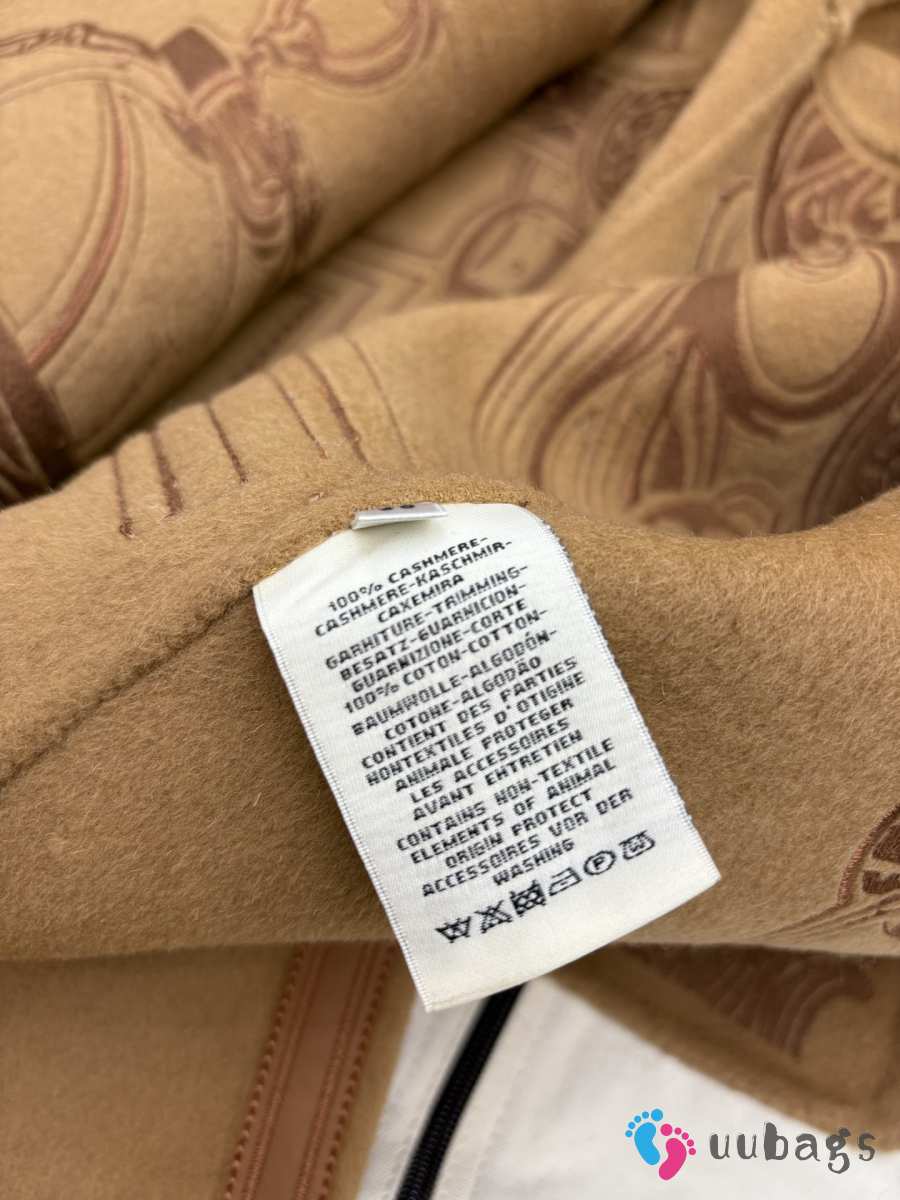 100% CASHMERE-
CASHMERE-KASCHMIR-
CAXEMIRA
GARNITURE-TRIMMING-
BESATZ-GUARNICION-
GUARNIZIONE-CORTE
100% COTON-COTTON-
BAUMWOLLE-ALGODÓN-
COTONE-ALGODÃO
CONTIENT DES PARTIES
NONTEXTILES D'ORIGINE
ANIMALE PROTEGER
LES ACCESSOIRES
AVANT ENTRETIEN
CONTAINS NON-TEXTILE
ELEMENTS OF ANIMAL
ORIGIN PROTECT
ACCESSOIRES VOR DER
WASHING
uubags